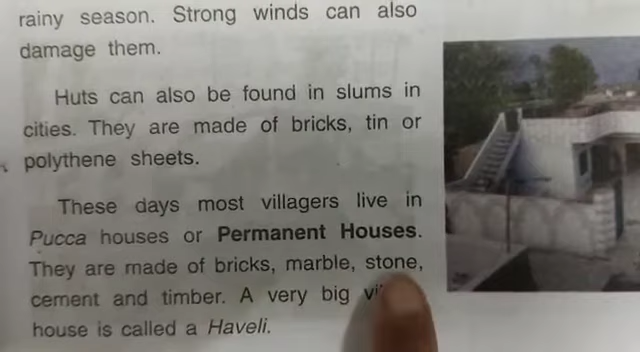 rainy season. Strong winds can also
damage them.
Huts can also be found in slums in
cities. They are made of bricks, tin or
polythene sheets.
These days most villagers live in
Pucca houses or Permanent Houses.
They are made of bricks, marble, stone,
cement and timber. A very big
house is called a Haveli.